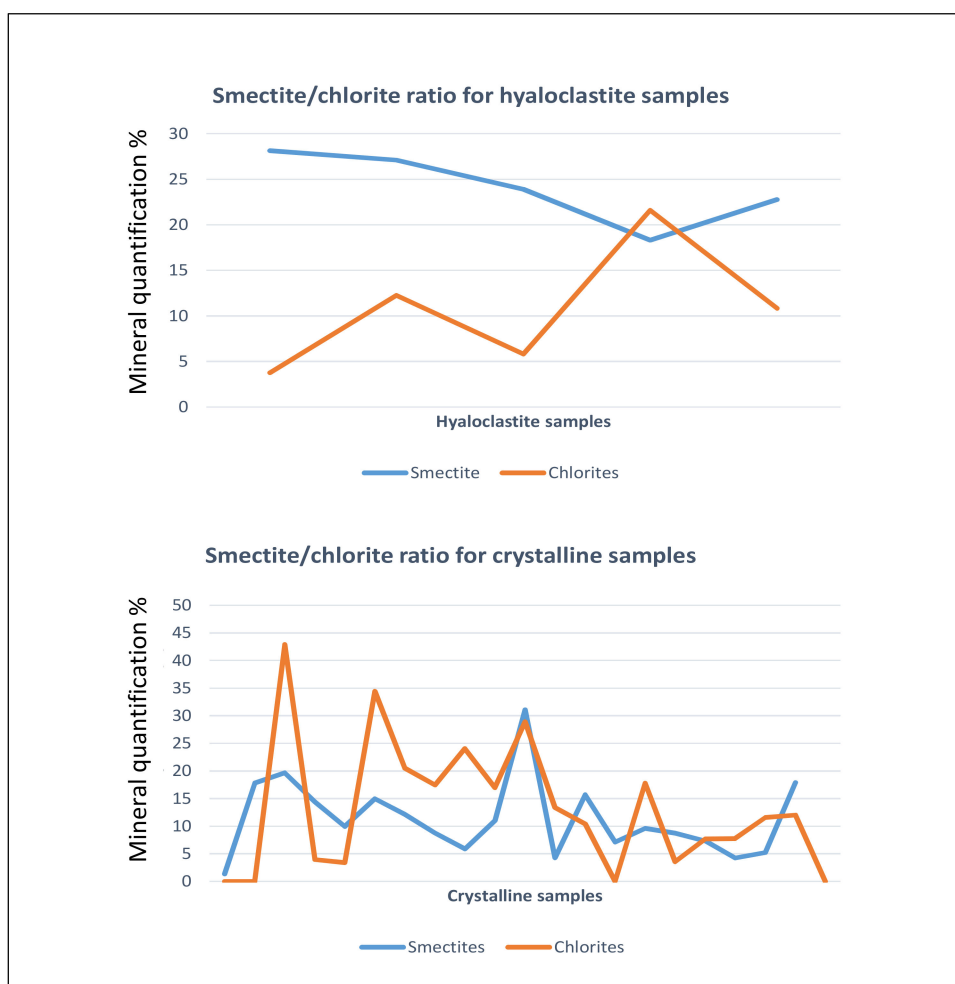 Smectite/chlorite ratio for hyaloclastite samples
Mineral quantification %
30
25
20
15
10
5
0
Hyaloclastite samples
Smectite Chlorites
Smectite/chlorite ratio for crystalline samples
Mineral quantification %
50
45
40
35
30
25
20
15
10
5
0
Crystalline samples
Smectites Chlorites